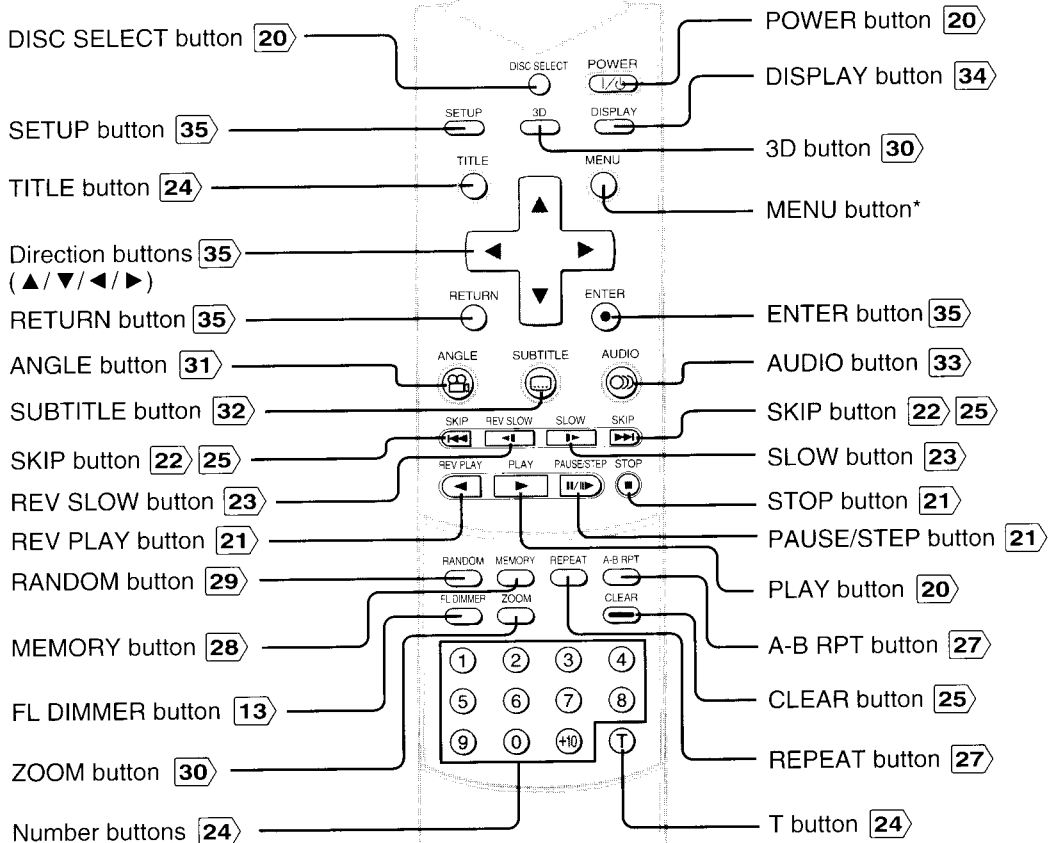 DISC SELECT button 20
SETUP button 35
TITLE button 24
Direction buttons 35
(▲/▼/◄/►)
RETURN button 35
ANGLE button 31
SUBTITLE button 32
SKIP button 22 25
REV SLOW button 23
REV PLAY button 21
RANDOM button 29
MEMORY button 28
FL DIMMER button 13
ZOOM button 30
Number buttons 24
DISC SELECT POWER
SETUP 3D DISPLAY
TITLE MENU
RETURN ENTER
ANGLE SUBTITLE AUDIO
SKIP REV SLOW SLOW SKIP
REV PLAY PLAY PAUSE/STEP STOP
RANDOM MEMORY REPEAT A-B RPT
FL DIMMER ZOOM CLEAR
1 2 3 4
5 6 7 8
9 0 +10 T
POWER button 20
DISPLAY button 34
3D button 30
MENU button*
ENTER button 35
AUDIO button 33
SKIP button 22 25
SLOW button 23
STOP button 21
PAUSE/STEP button 21
PLAY button 20
A-B RPT button 27
CLEAR button 25
REPEAT button 27
T button 24